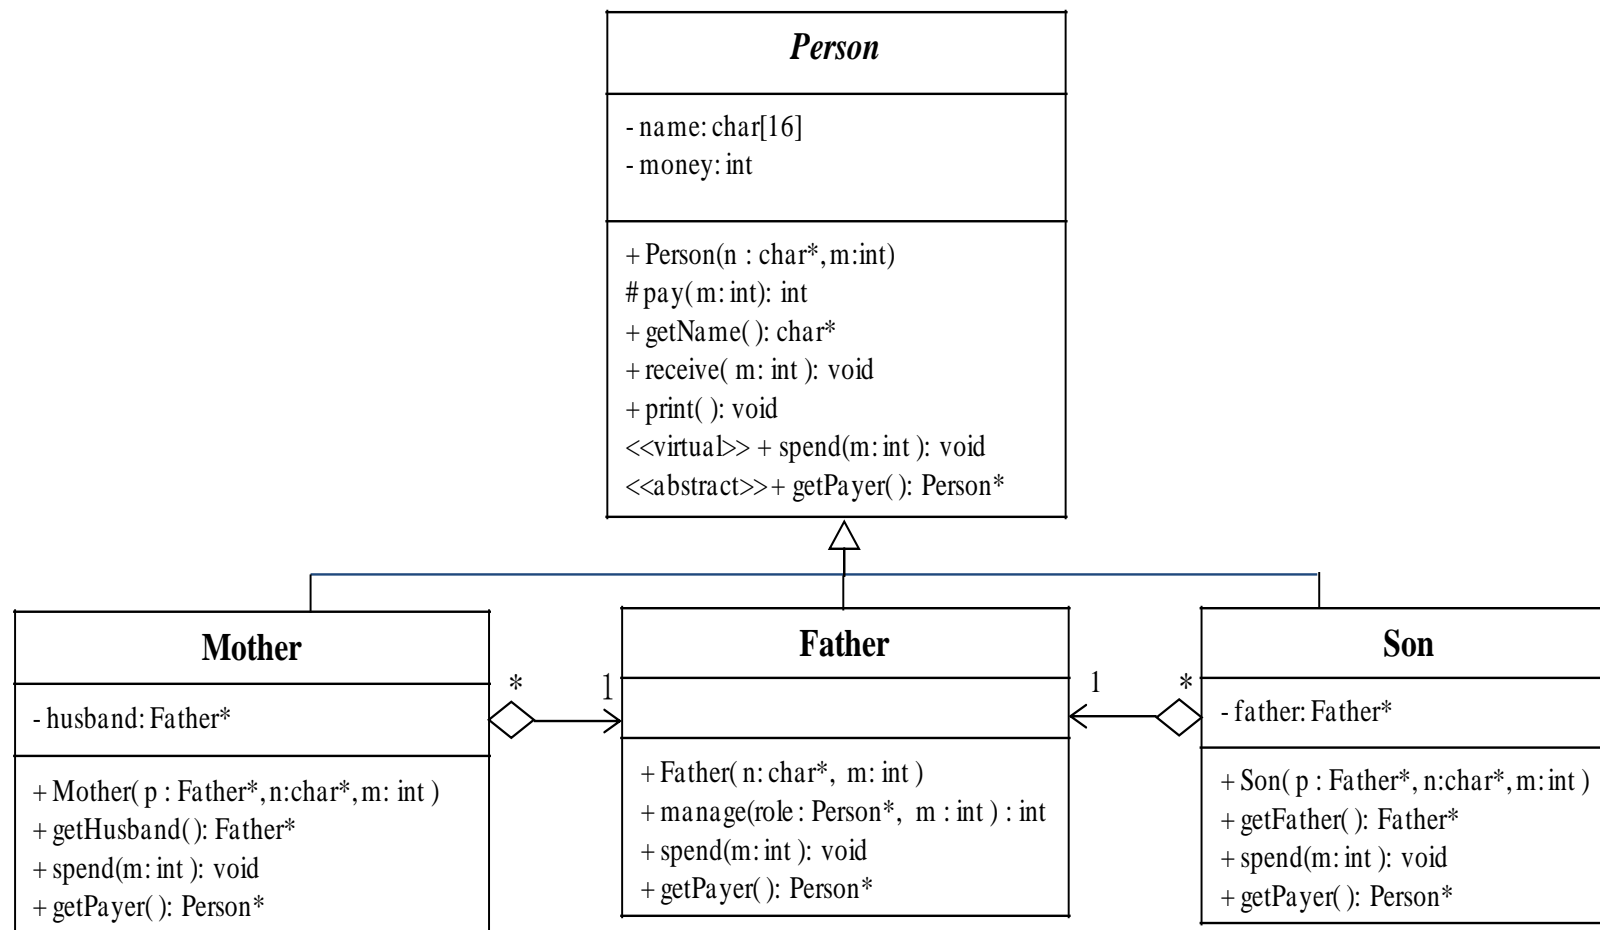 Person
- name: char[16]
- money: int
+ Person(n : char*, m:int)
# pay(m: int): int
+ getName( ): char*
+ receive( m: int ): void
+ print( ): void
<<virtual>> + spend(m: int ): void
<<abstract>> + getPayer( ): Person*
Mother
- husband: Father*
+ Mother( p : Father*, n:char*, m: int )
+ getHusband(): Father*
+ spend(m: int ): void
+ getPayer( ): Person*
* 1
Father
+ Father( n: char*, m: int )
+ manage(role : Person*, m : int ) : int
+ spend(m: int ): void
+ getPayer( ): Person*
1 *
Son
- father: Father*
+ Son( p : Father*, n:char*, m: int )
+ getFather( ): Father*
+ spend(m: int ): void
+ getPayer( ): Person*